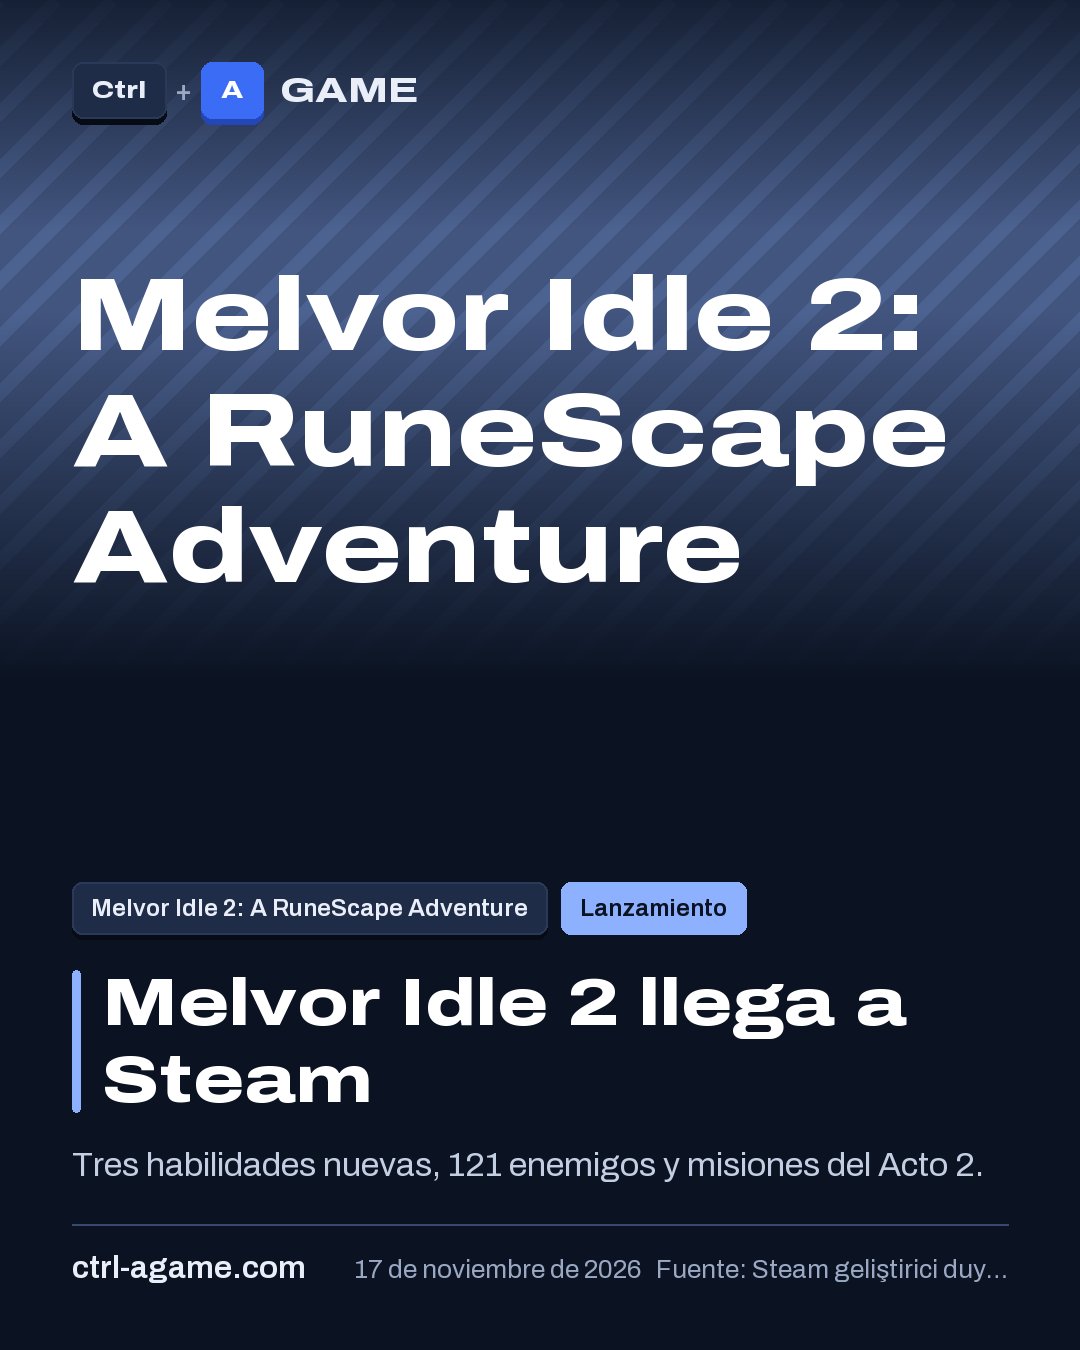 Ctrl + A GAME
Melvor Idle 2:
A RuneScape
Adventure
Melvor Idle 2: A RuneScape Adventure Lanzamiento
Melvor Idle 2 llega a
Steam
Tres habilidades nuevas, 121 enemigos y misiones del Acto 2.
ctrl-agame.com 17 de noviembre de 2026 Fuente: Steam geliştirici duy...